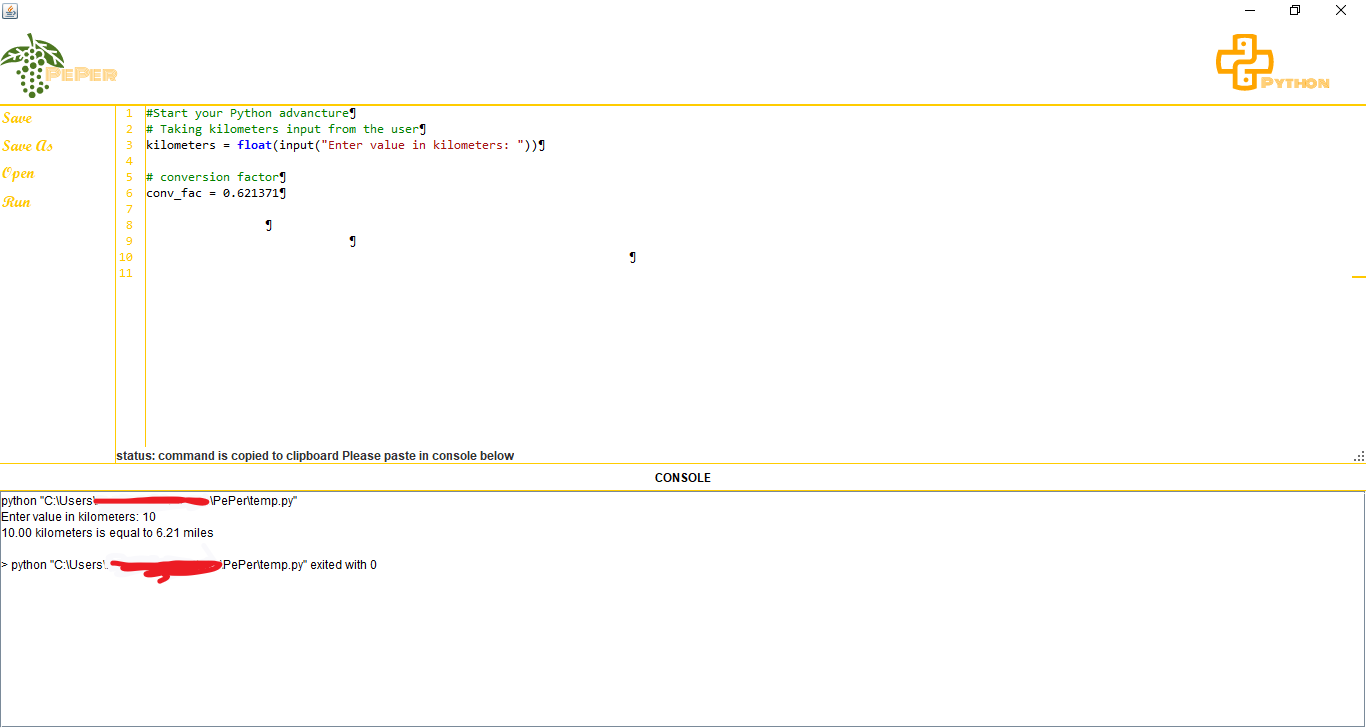 PEPER
PYTHON
Save
Save As
Open
Run
1 #Start your Python advancture¶
2 # Taking kilometers input from the user¶
3 kilometers = float(input("Enter value in kilometers: "))¶
4
5 # conversion factor¶
6 conv_fac = 0.621371¶
7
8 ¶
9 ¶
10 ¶
11
status: command is copied to clipboard Please paste in console below
CONSOLE
python "C:\Users\ \PePer\temp.py"
Enter value in kilometers: 10
10.00 kilometers is equal to 6.21 miles
> python "C:\Users\ \PePer\temp.py" exited with 0